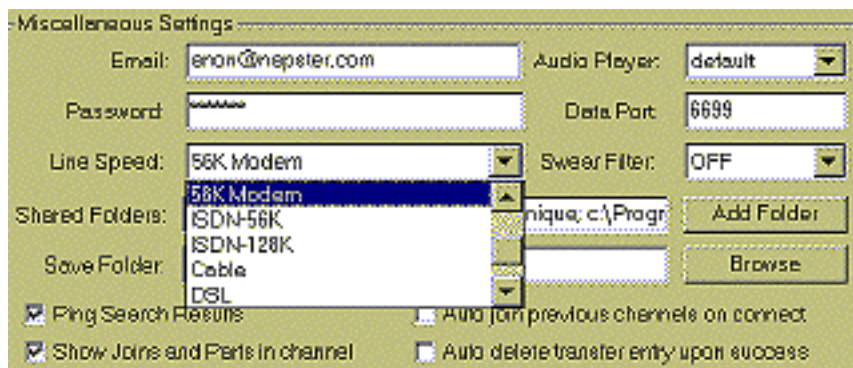 Miscellaneous Settings
Email: anon@napster.com Audio Player: default
Password: ******* Data Port: 6699
Line Speed: 56K Modem Swear Filter: OFF
56K Modem
Shared Folders: ISDN-56K nique; c:\Progr Add Folder
ISDN-128K
Save Folder: Cable Browse
DSL
Ping Search Results Auto join previous channels on connect
Show Joins and Parts in channel Auto delete transfer entry upon success